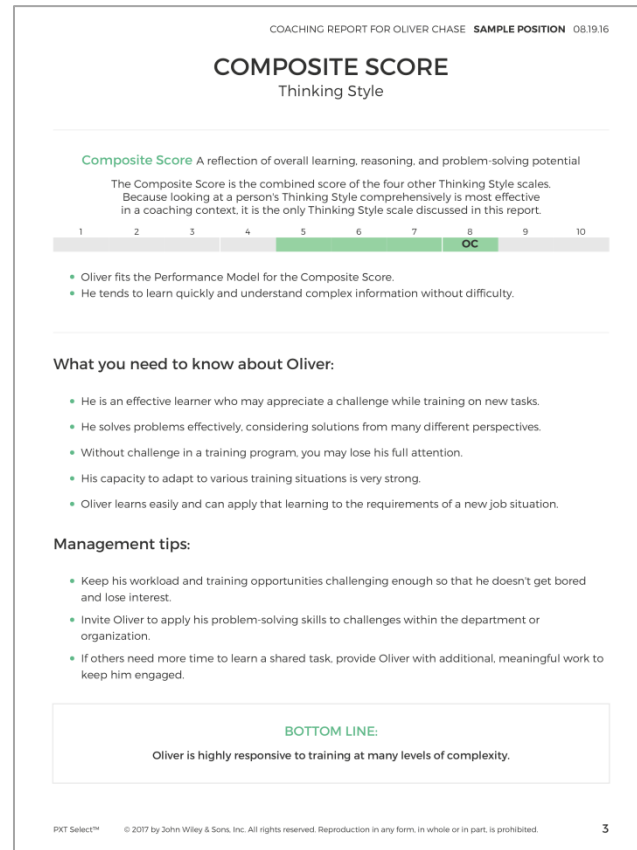 COACHING REPORT FOR OLIVER CHASE SAMPLE POSITION 08.19.16
COMPOSITE SCORE
Thinking Style
Composite Score A reflection of overall learning, reasoning, and problem-solving potential
The Composite Score is the combined score of the four other Thinking Style scales.
Because looking at a person's Thinking Style comprehensively is most effective
in a coaching context, it is the only Thinking Style scale discussed in this report.
1 2 3 4 5 6 7 8 9 10
OC
• Oliver fits the Performance Model for the Composite Score.
• He tends to learn quickly and understand complex information without difficulty.
What you need to know about Oliver:
• He is an effective learner who may appreciate a challenge while training on new tasks.
• He solves problems effectively, considering solutions from many different perspectives.
• Without challenge in a training program, you may lose his full attention.
• His capacity to adapt to various training situations is very strong.
• Oliver learns easily and can apply that learning to the requirements of a new job situation.
Management tips:
• Keep his workload and training opportunities challenging enough so that he doesn't get bored
and lose interest.
• Invite Oliver to apply his problem-solving skills to challenges within the department or
organization.
• If others need more time to learn a shared task, provide Oliver with additional, meaningful work to
keep him engaged.
BOTTOM LINE:
Oliver is highly responsive to training at many levels of complexity.
PXT Select™ © 2017 by John Wiley & Sons, Inc. All rights reserved. Reproduction in any form, in whole or in part, is prohibited. 3